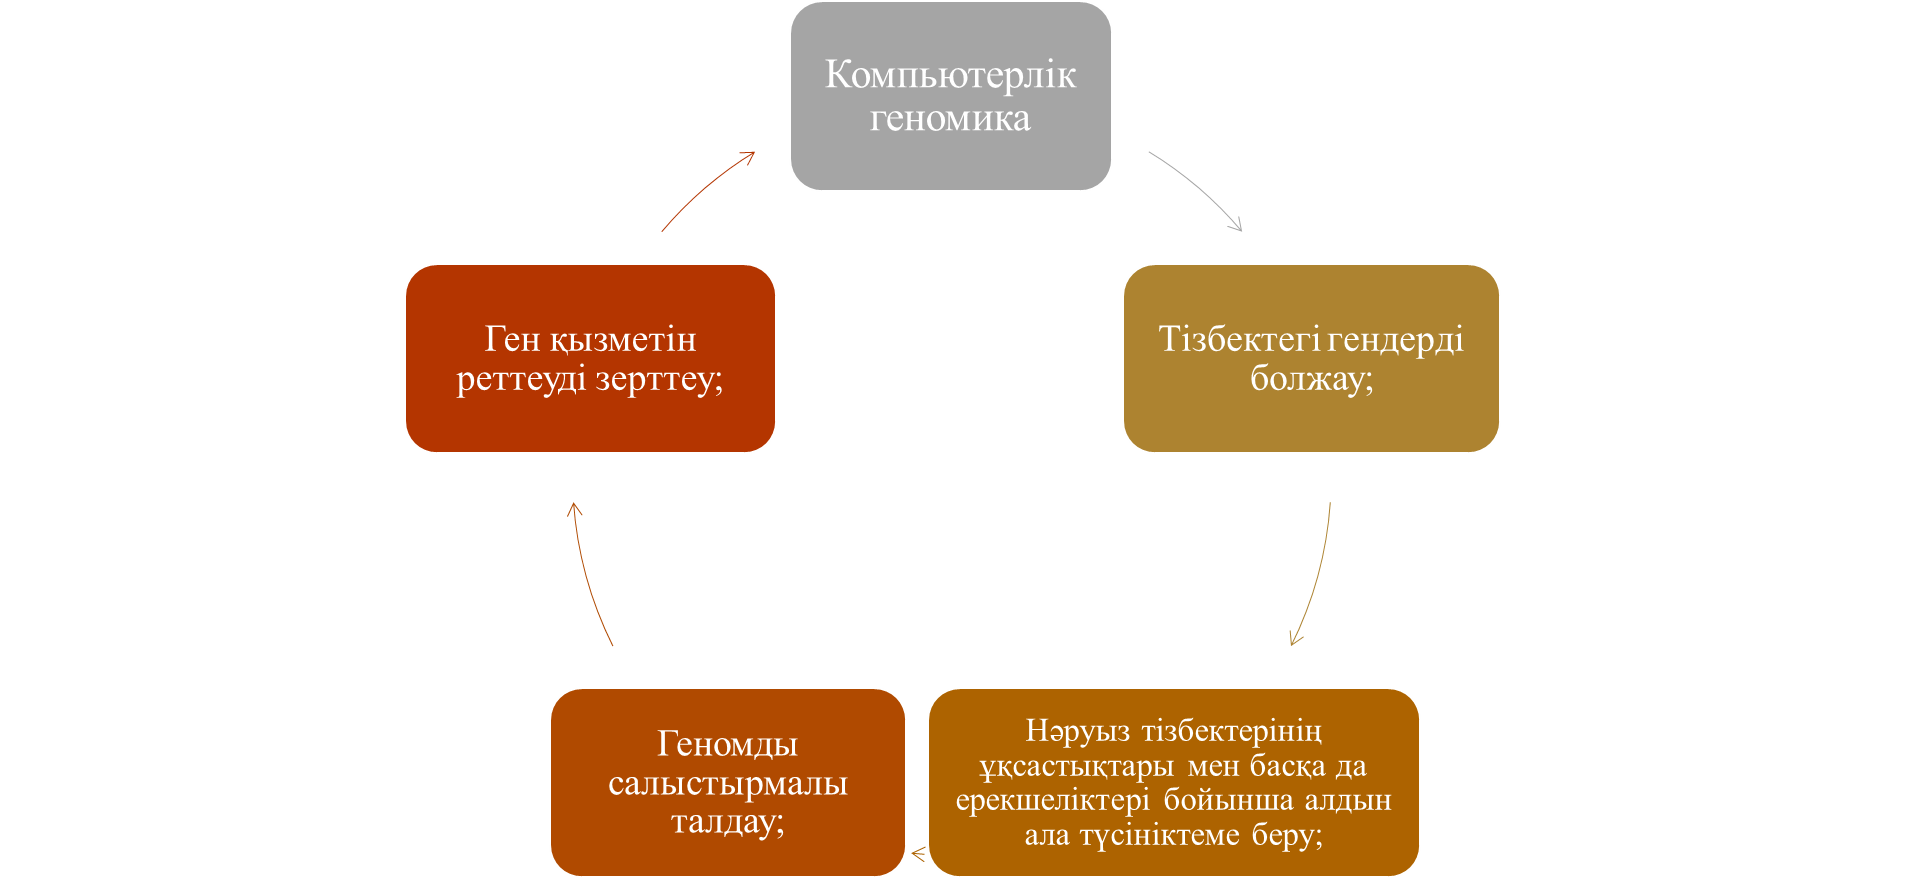 Компьютерлік
геномика
Тізбектегі гендерді
болжау;
Нәруыз тізбектерінің
ұқсастықтары мен басқа да
ерекшеліктері бойынша алдын
ала түсініктеме беру;
Геномды
салыстырмалы
талдау;
Ген қызметін
реттеуді зерттеу;